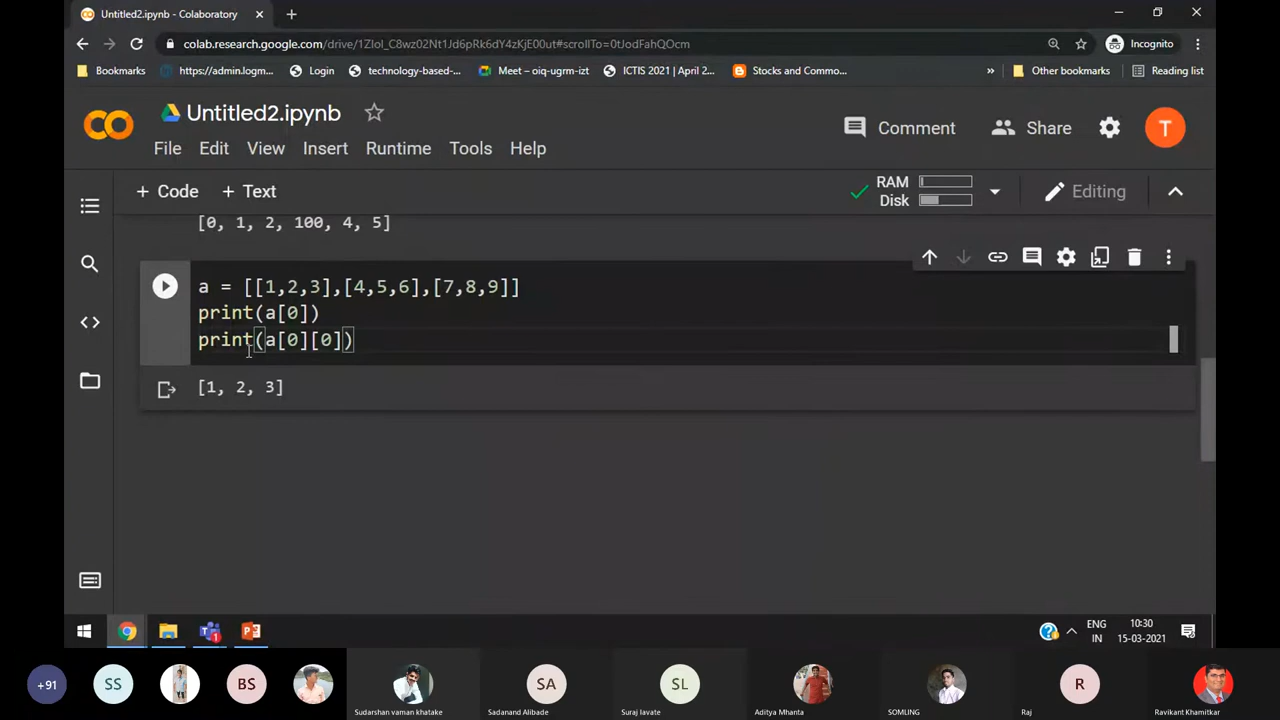 Untitled2.ipynb - Colaboratory
colab.research.google.com/drive/1ZloI_C8wz02Nt1Jd6pRk6dY4zKjE00ut#scrollTo=0tJodFahQOcm
Incognito
Bookmarks
https://admin.logm...
Login
technology-based-...
Meet – oiq-ugrm-izt
ICTIS 2021 | April 2...
Stocks and Commo...
»
Other bookmarks
Reading list
CO
Untitled2.ipynb
Comment
Share
T
File Edit View Insert Runtime Tools Help
+ Code + Text
RAM
Disk
Editing
[0, 1, 2, 100, 4, 5]
a = [[1,2,3],[4,5,6],[7,8,9]]
print(a[0])
print(a[0][0])
[1, 2, 3]
ENG
IN
10:30
15-03-2021
+91
SS
BS
SA
SL
R
Sudarshan vaman khatake
Sadanand Alibade
Suraj lavate
Aditya Mhanta
SOMLING
Raj
Ravikant Khamitkar